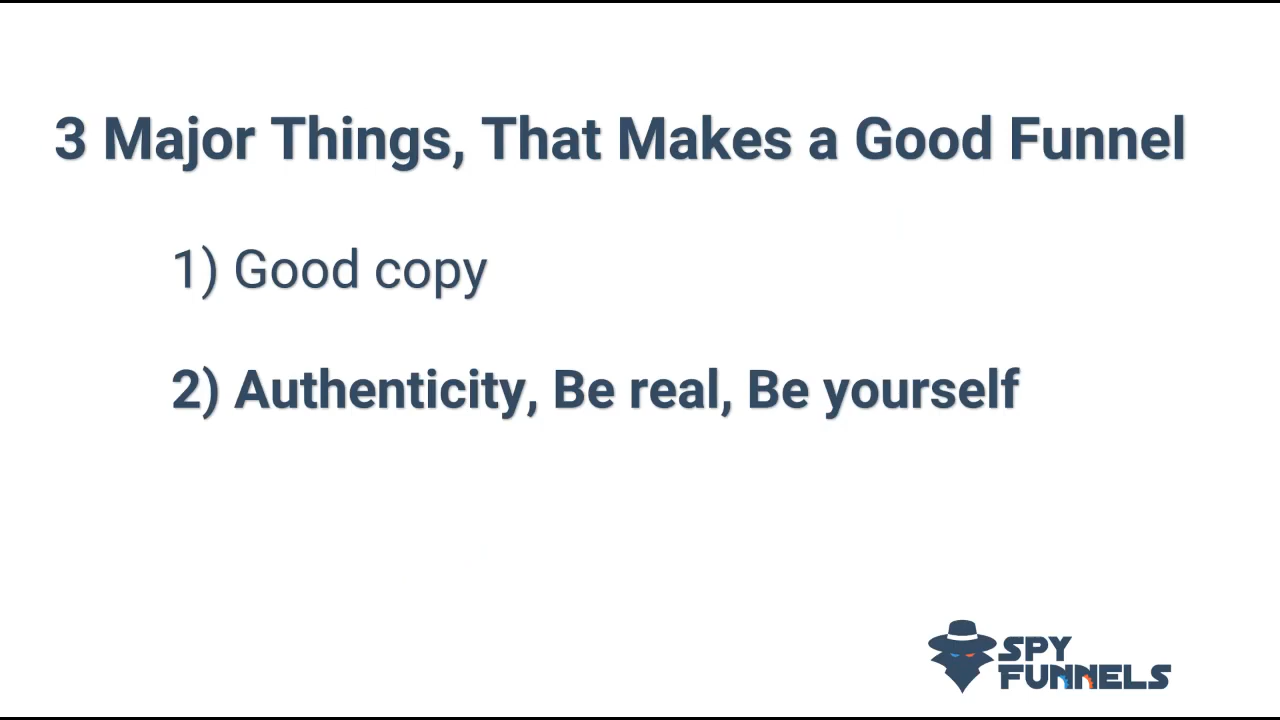 3 Major Things, That Makes a Good Funnel
1) Good copy
2) Authenticity, Be real, Be yourself
SPY
FUNNELS